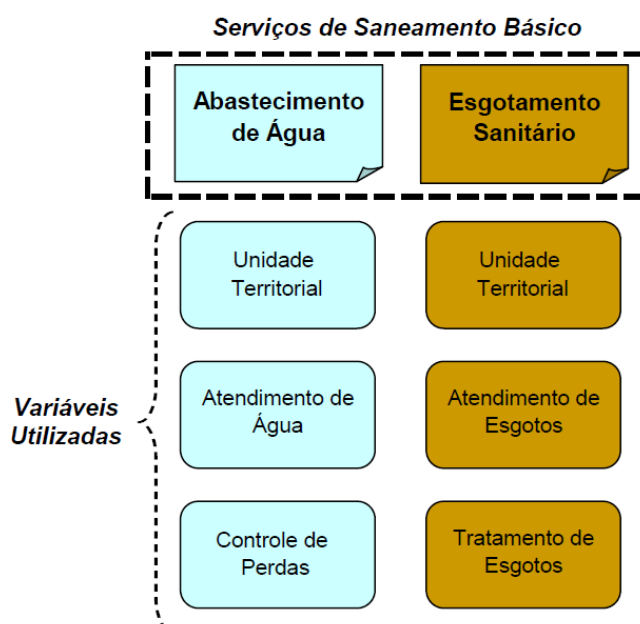 Serviços de Saneamento Básico
Abastecimento
de Água
Esgotamento
Sanitário
Unidade
Territorial
Unidade
Territorial
Variáveis
Utilizadas
Atendimento de
Água
Atendimento de
Esgotos
Controle de
Perdas
Tratamento de
Esgotos